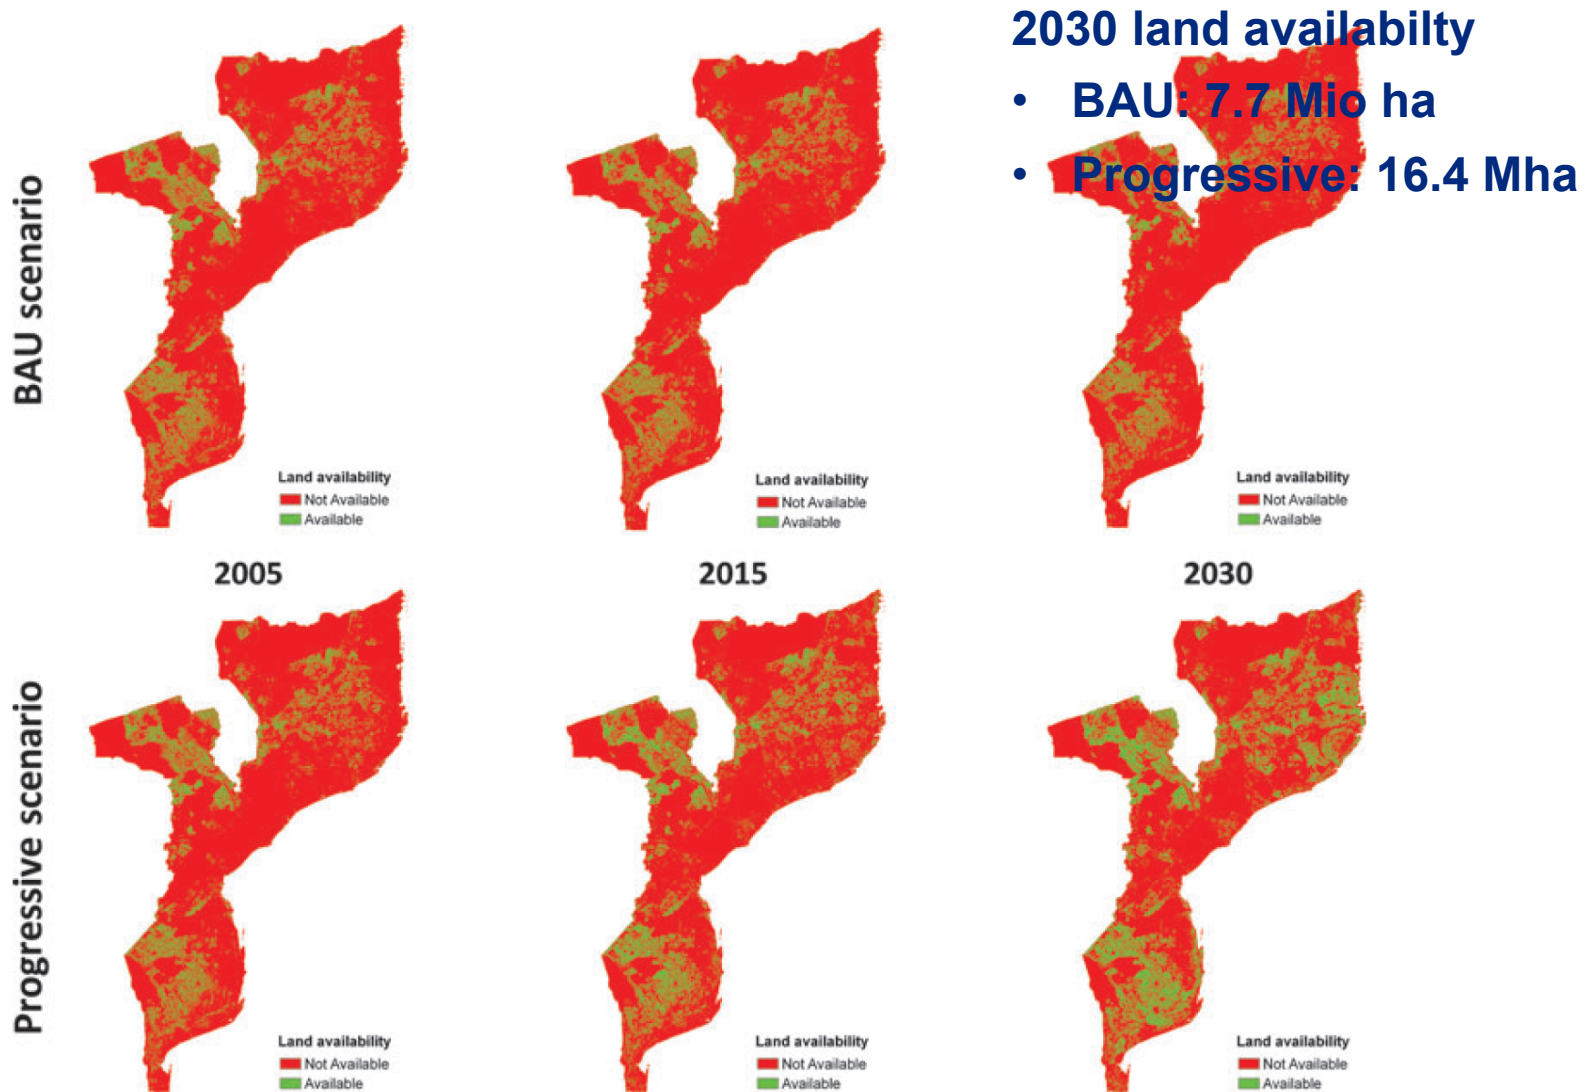 2030 land availabilty
• BAU: 7.7 Mio ha
• Progressive: 16.4 Mha
BAU scenario
Land availability
Not Available
Available
Land availability
Not Available
Available
Land availability
Not Available
Available
2005
2015
2030
Progressive scenario
Land availability
Not Available
Available
Land availability
Not Available
Available
Land availability
Not Available
Available